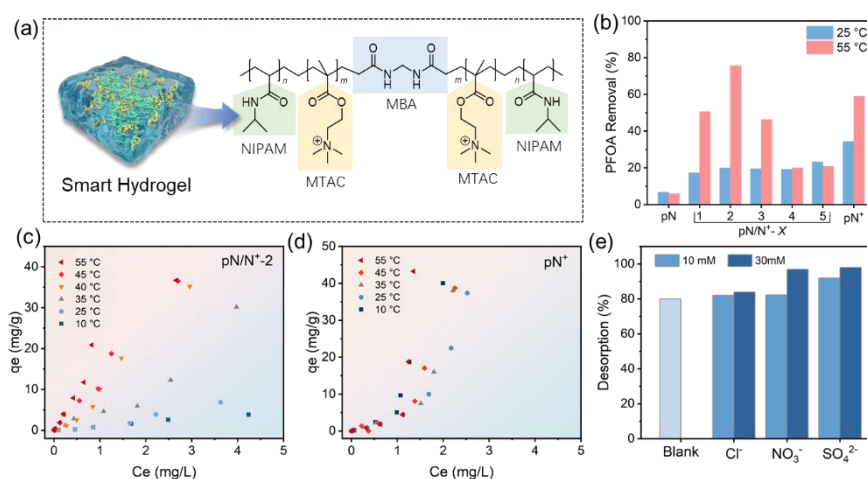 (a)
n
m
O
O
m
n
N
H
N
H
HN
O
O
O
O
O
O
NH
N
+
N
+
MBA
NIPAM
MTAC
MTAC
NIPAM
Smart Hydrogel
(b)
25 °C
55 °C
PFOA Removal (%)
100
80
60
40
20
0
pN
1
2
3
4
5
pN⁺
pN/N⁺- X
(c)
55 °C
45 °C
40 °C
35 °C
25 °C
10 °C
pN/N⁺-2
qe (mg/g)
40
30
20
10
0
0 1 2 3 4 5
Ce (mg/L)
(d)
55 °C
45 °C
35 °C
25 °C
10 °C
pN⁺
qe (mg/g)
50
40
30
20
10
0
0 1 2 3 4 5
Ce (mg/L)
(e)
10 mM
30mM
Desorption (%)
100
80
60
40
20
0
Blank
Cl⁻
NO₃⁻
SO₄²⁻